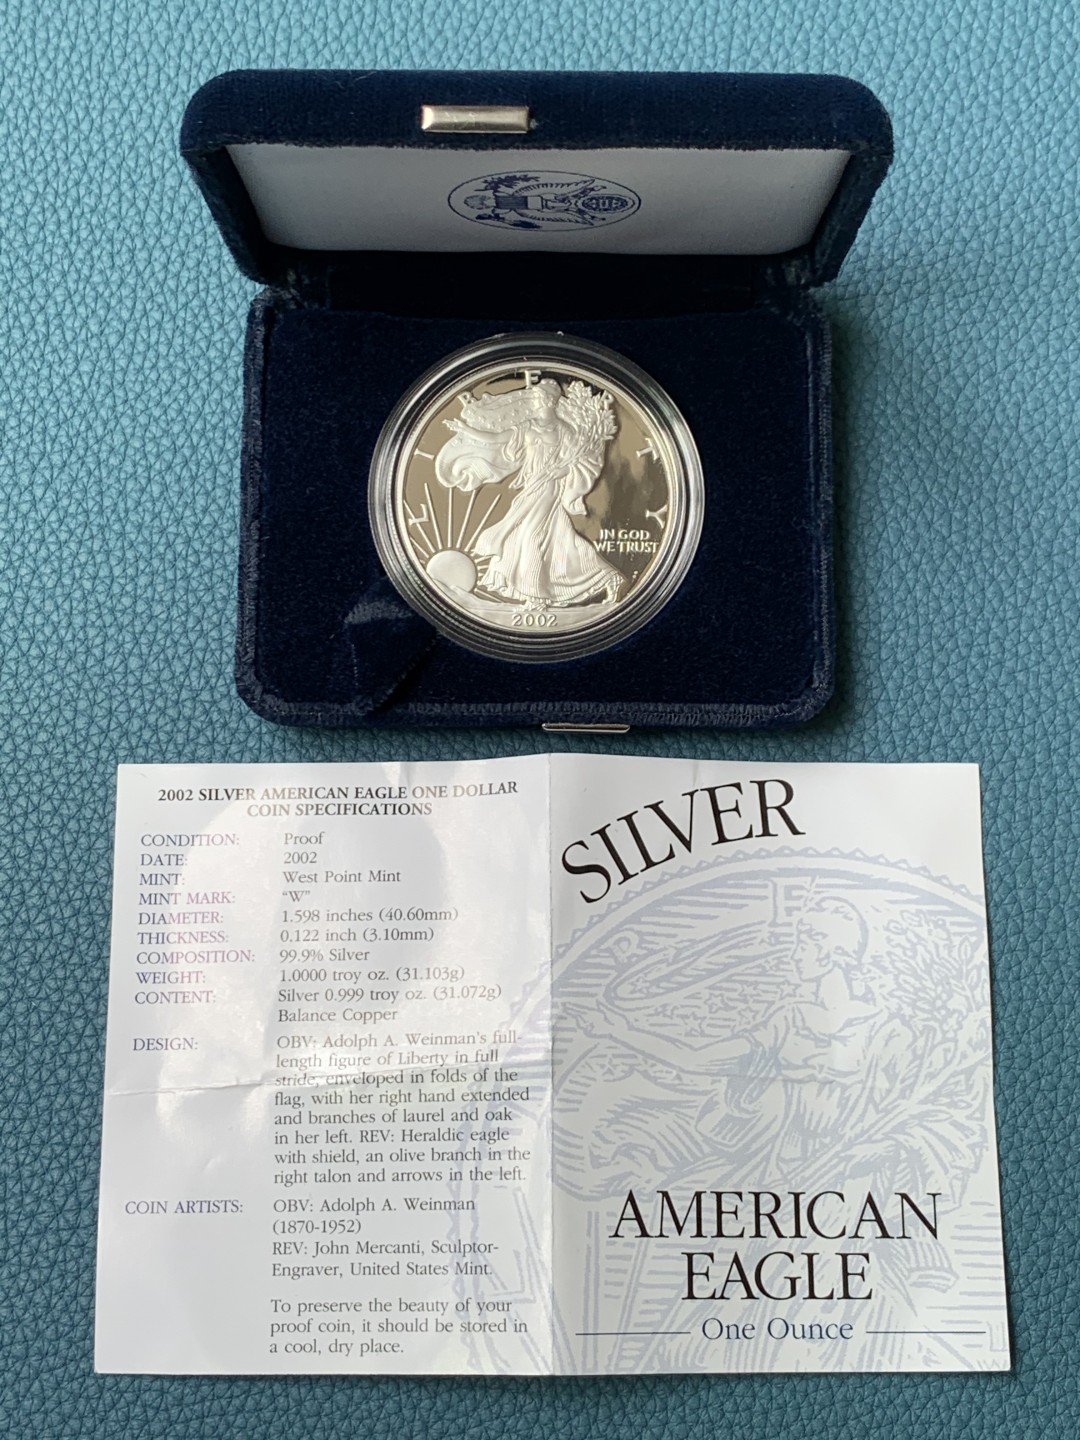 LIBERTY
IN GOD
WE TRUST
2002
2002 SILVER AMERICAN EAGLE ONE DOLLAR
COIN SPECIFICATIONS
CONDITION: Proof
DATE: 2002
MINT: West Point Mint
MINT MARK: “W”
DIAMETER: 1.598 inches (40.60mm)
THICKNESS: 0.122 inch (3.10mm)
COMPOSITION: 99.9% Silver
WEIGHT: 1.0000 troy oz. (31.103g)
CONTENT: Silver 0.999 troy oz. (31.072g)
Balance Copper
DESIGN: OBV: Adolph A. Weinman's full-
length figure of Liberty in full
stride, enveloped in folds of the
flag, with her right hand extended
and branches of laurel and oak
in her left. REV: Heraldic eagle
with shield, an olive branch in the
right talon and arrows in the left.
COIN ARTISTS: OBV: Adolph A. Weinman
(1870-1952)
REV: John Mercanti, Sculptor-
Engraver, United States Mint.
To preserve the beauty of your
proof coin, it should be stored in
a cool, dry place.
SILVER
AMERICAN
EAGLE
One Ounce